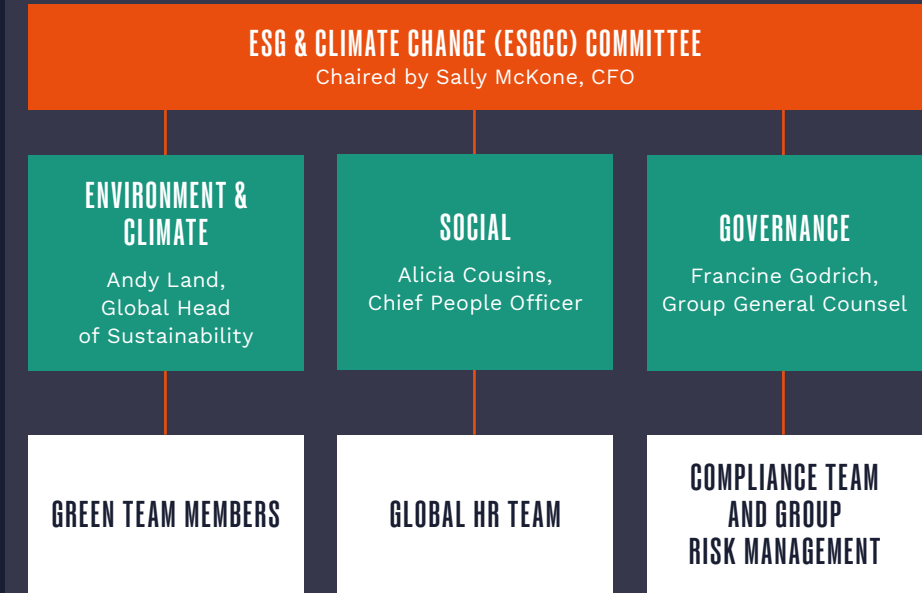 ESG & CLIMATE CHANGE (ESGCC) COMMITTEE
Chaired by Sally McKone, CFO
ENVIRONMENT &
CLIMATE
Andy Land,
Global Head
of Sustainability
SOCIAL
Alicia Cousins,
Chief People Officer
GOVERNANCE
Francine Godrich,
Group General Counsel
GREEN TEAM MEMBERS
GLOBAL HR TEAM
COMPLIANCE TEAM
AND GROUP
RISK MANAGEMENT